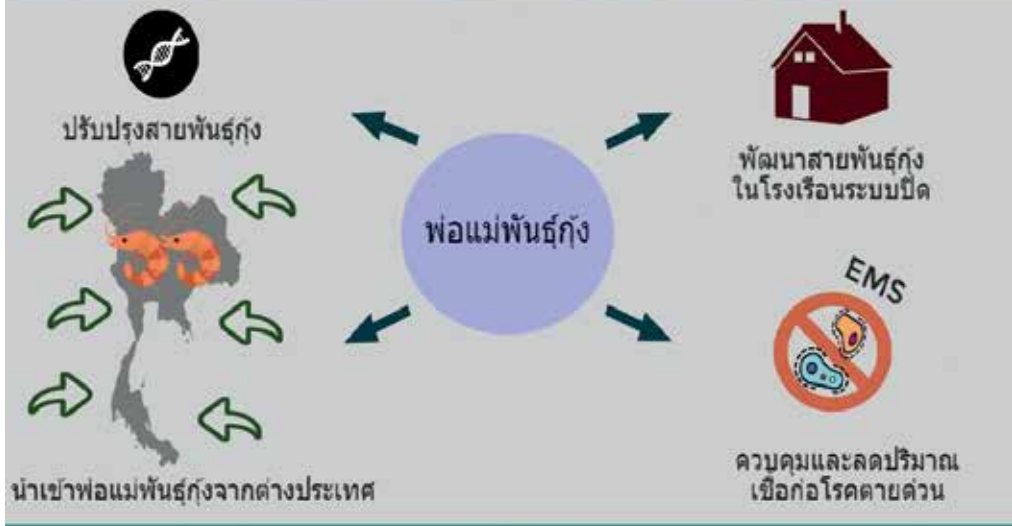 ปรับปรุงสายพันธุ์กุ้ง
พัฒนาสายพันธุ์กุ้ง
ในโรงเรือนระบบปิด
พ่อแม่พันธุ์กุ้ง
EMS
นำเข้าพ่อแม่พันธุ์กุ้งจากต่างประเทศ
ควบคุมและลดปริมาณ
เชื้อก่อโรคตายด่วน